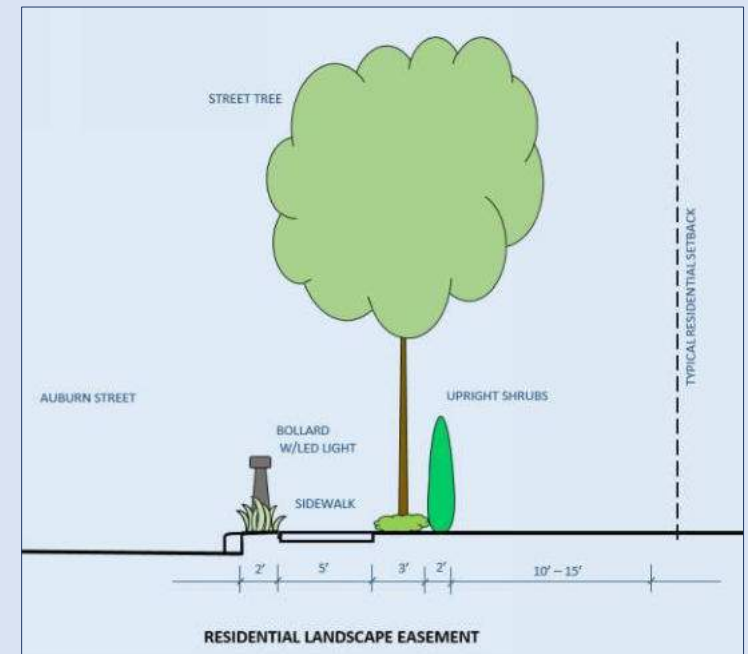 STREET TREE
TYPICAL RESIDENTIAL SETBACK
AUBURN STREET
UPRIGHT SHRUBS
BOLLARD
W/LED LIGHT
SIDEWALK
2' 5' 3' 2' 10' – 15'
RESIDENTIAL LANDSCAPE EASEMENT